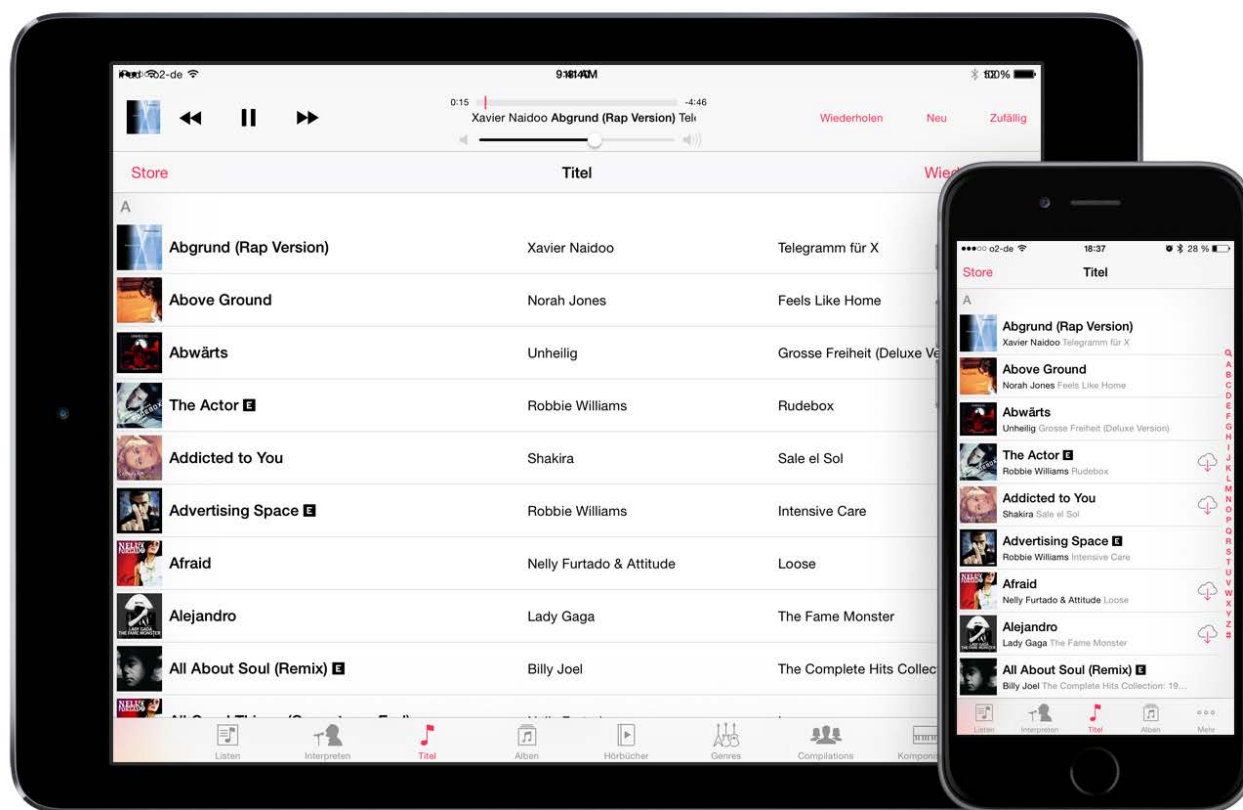 o2-de
0:15 -4:46
Xavier Naidoo Abgrund (Rap Version)
Wiederholen Neu Zufällig
Store Titel
A
Abgrund (Rap Version) Xavier Naidoo Telegramm für X
Above Ground Norah Jones Feels Like Home
Abwärts Unheilig Grosse Freiheit (Deluxe Ve
The Actor E Robbie Williams Rudebox
Addicted to You Shakira Sale el Sol
Advertising Space E Robbie Williams Intensive Care
Afraid Nelly Furtado & Attitude Loose
Alejandro Lady Gaga The Fame Monster
All About Soul (Remix) E Billy Joel The Complete Hits Collec
Listen Interpreten Titel Alben Hörbücher Genres Compilations Komponis
o2-de 18:37 28 %
Store Titel
A
Abgrund (Rap Version)
Xavier Naidoo Telegramm für X
Above Ground
Norah Jones Feels Like Home
Abwärts
Unheilig Grosse Freiheit (Deluxe Version)
The Actor E
Robbie Williams Rudebox
Addicted to You
Shakira Sale el Sol
Advertising Space E
Robbie Williams Intensive Care
Afraid
Nelly Furtado & Attitude Loose
Alejandro
Lady Gaga The Fame Monster
All About Soul (Remix) E
Billy Joel The Complete Hits Collection: 19...
A
B
C
D
E
F
G
H
I
J
K
L
M
N
O
P
Q
R
S
T
U
V
W
X
Y
Z
#
Listen Interpreten Titel Alben Mehr